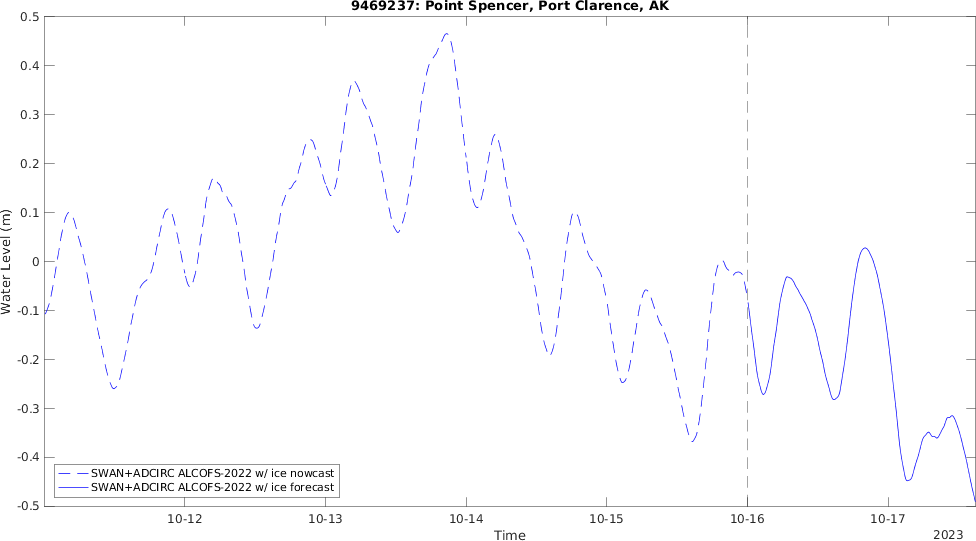 9469237: Point Spencer, Port Clarence, AK
0.5
0.4
0.3
0.2
0.1
0
-0.1
-0.2
-0.3
-0.4
-0.5
Water Level (m)
SWAN+ADCIRC ALCOFS-2022 w/ ice nowcast
SWAN+ADCIRC ALCOFS-2022 w/ ice forecast
10-12 10-13 10-14 10-15 10-16 10-17
Time
2023